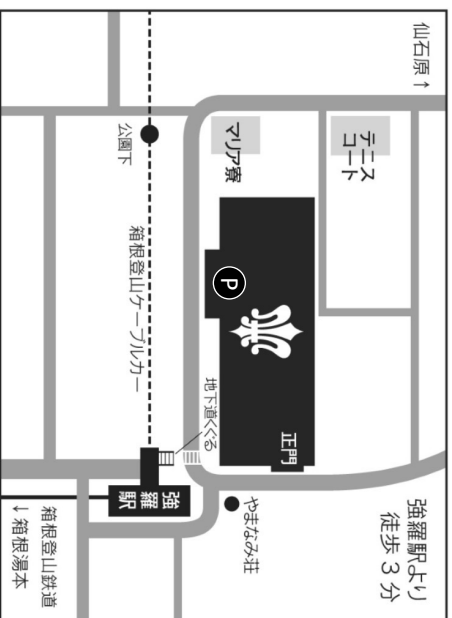 仙石原↑
テニス
コート
マリア寮
公園下
箱根登山ケーブルカー
P
地下道くぐる
正門
強羅駅
やまなみ荘
強羅駅より
徒歩3分
箱根登山鉄道
↓箱根湯本